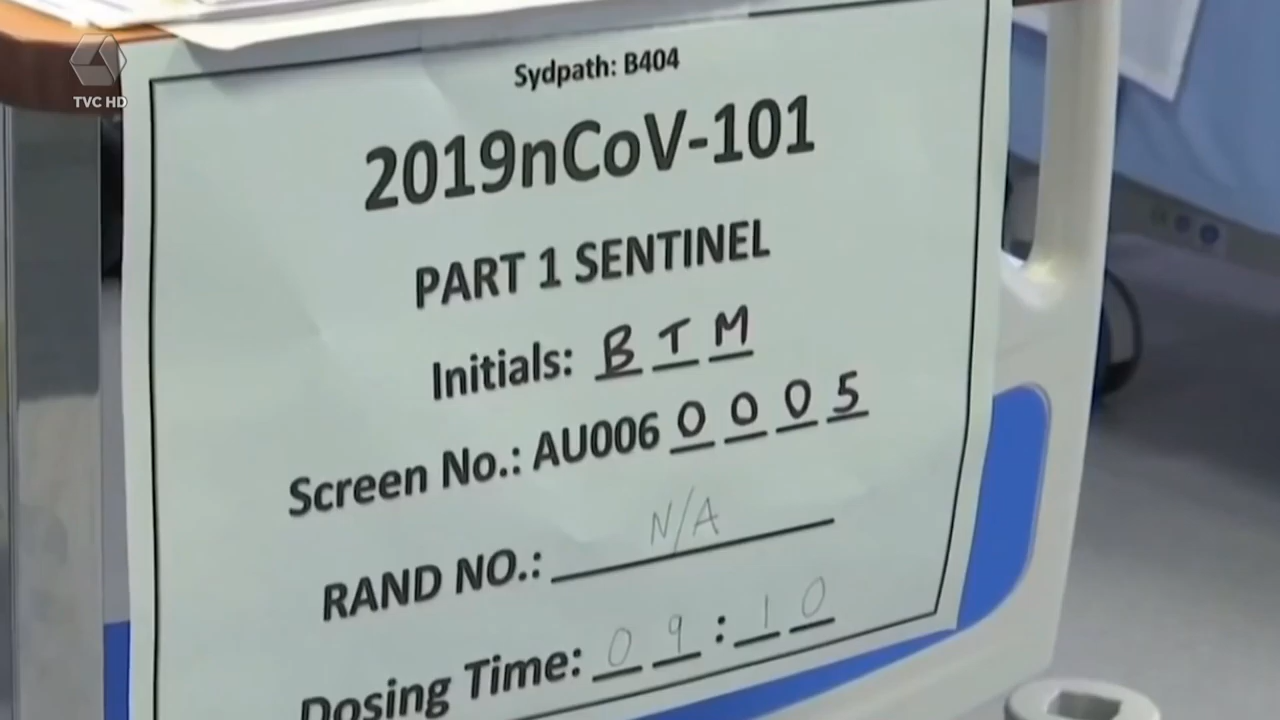 TVC HD
Sydpath: B404
2019nCoV-101
PART 1 SENTINEL
Initials: B T M
Screen No.: AU006 0 0 0 5
RAND NO.: N/A
Dosing Time: 0 9 : 1 0